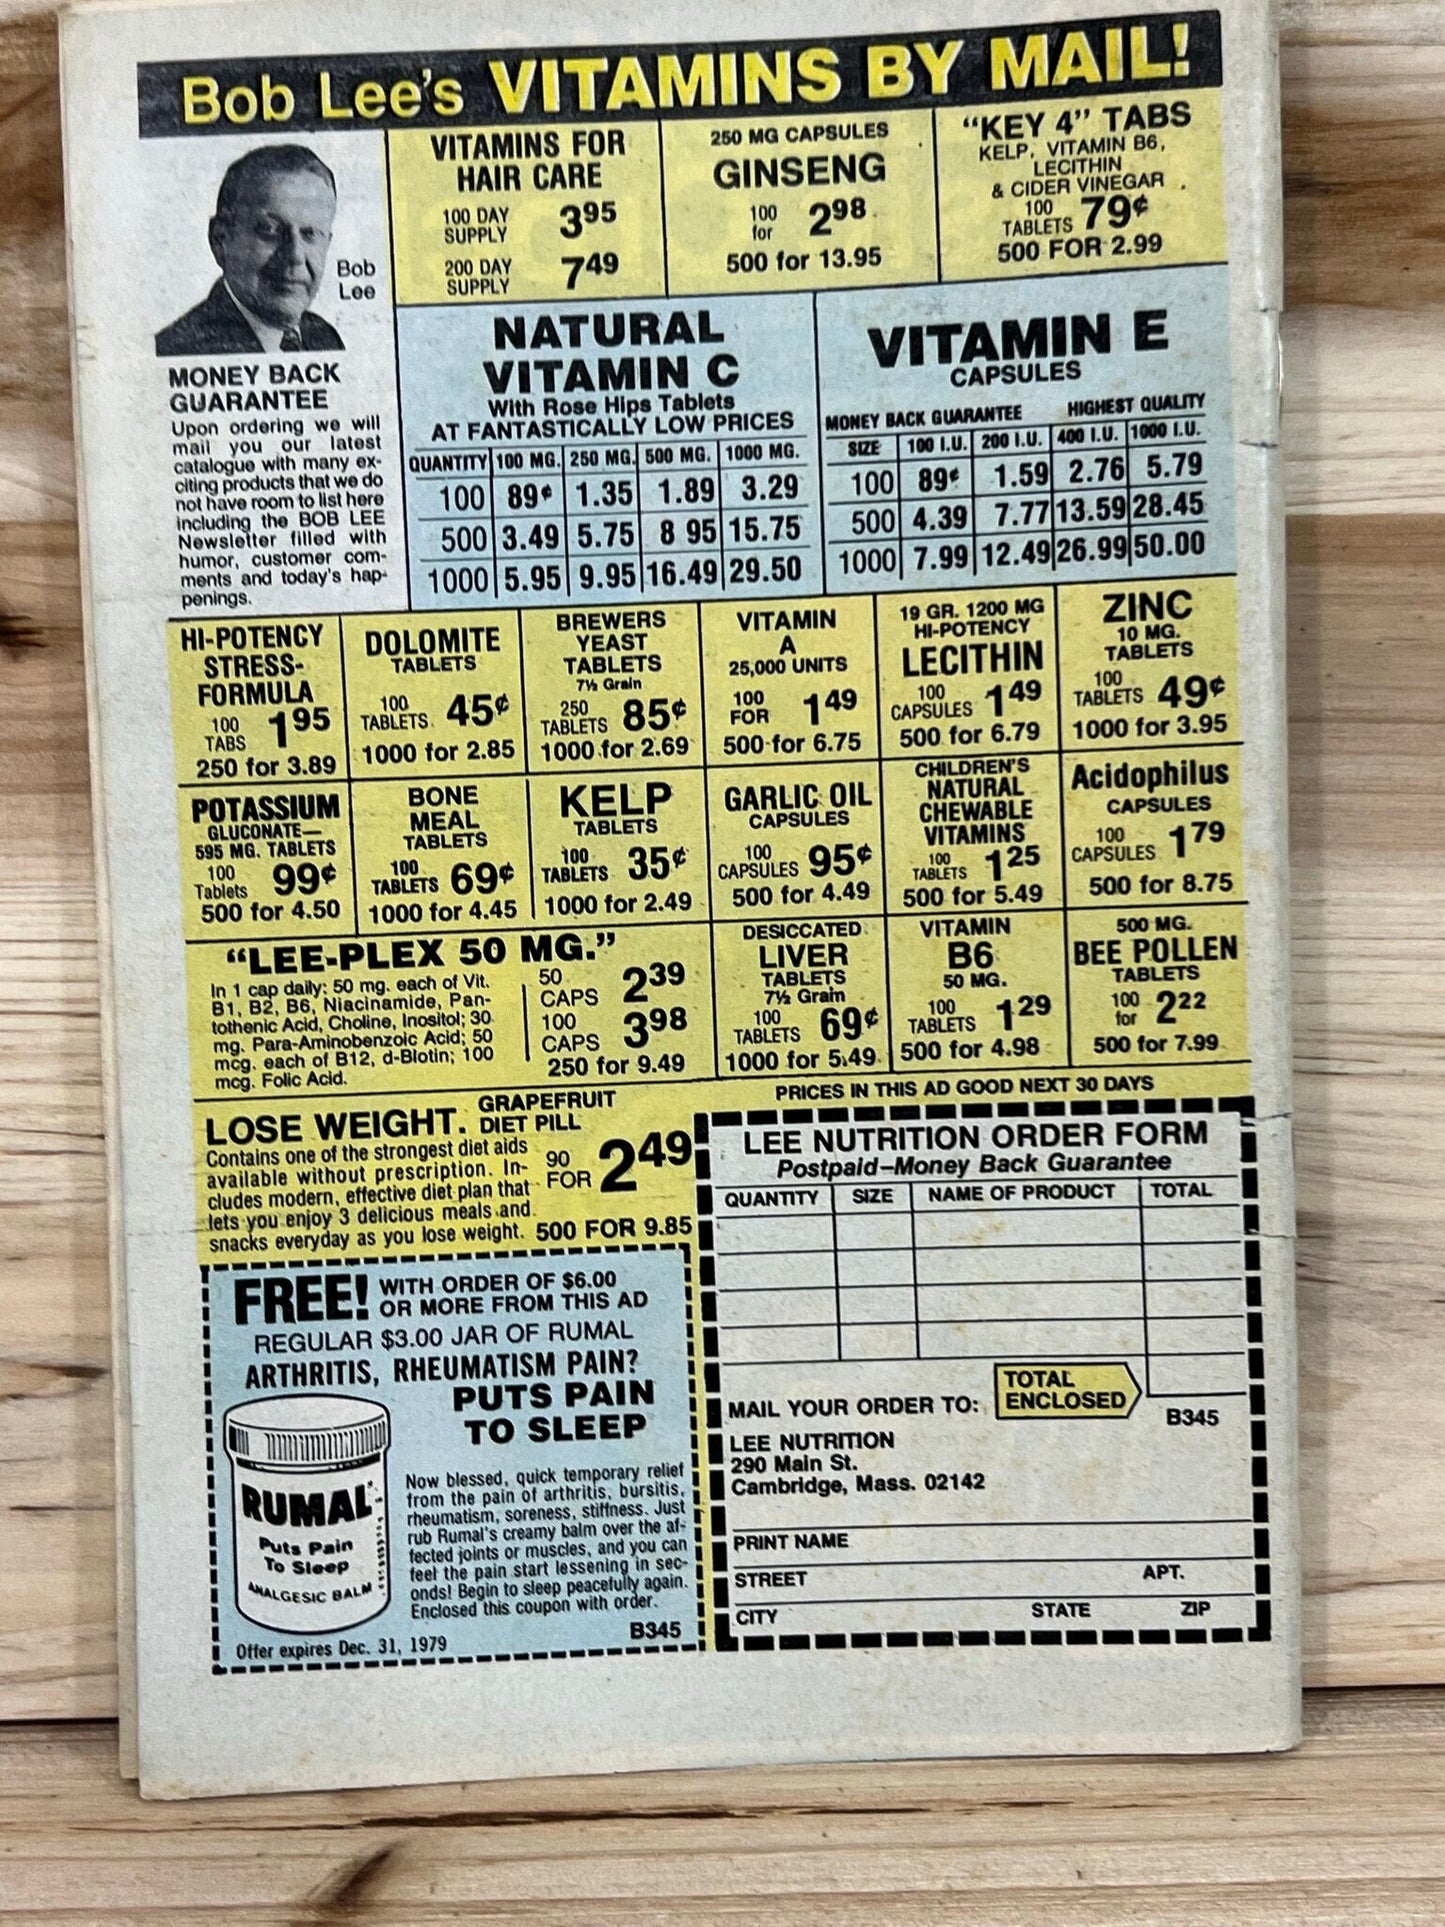 Bob Lee's VITAMINS BY MAIL!
Bob
Lee
MONEY BACK
GUARANTEE
Upon ordering we will
mail you our latest
catalogue with many ex-
citing products that we do
not have room to list here
including the BOB LEE
Newsletter filled with
humor, customer com-
ments and today's hap-
penings.
VITAMINS FOR
HAIR CARE
100 DAY
SUPPLY 3.95
200 DAY
SUPPLY 7.49
250 MG CAPSULES
GINSENG
100
for 2.98
500 for 13.95
"KEY 4" TABS
KELP, VITAMIN B6,
LECITHIN
& CIDER VINEGAR
100
TABLETS 79¢
500 FOR 2.99
NATURAL
VITAMIN C
With Rose Hips Tablets
AT FANTASTICALLY LOW PRICES
QUANTITY 100 MG. 250 MG. 500 MG. 1000 MG.
100 89¢ 1.35 1.89 3.29
500 3.49 5.75 8 95 15.75
1000 5.95 9.95 16.49 29.50
VITAMIN E
CAPSULES
MONEY BACK GUARANTEE HIGHEST QUALITY
SIZE 100 I.U. 200 I.U. 400 I.U. 1000 I.U.
100 89¢ 1.59 2.76 5.79
500 4.39 7.77 13.59 28.45
1000 7.99 12.49 26.99 50.00
HI-POTENCY
STRESS-
FORMULA
100
TABS 1.95
250 for 3.89
DOLOMITE
TABLETS
100
TABLETS 45¢
1000 for 2.85
BREWERS
YEAST
TABLETS
7½ Grain
250
TABLETS 85¢
1000 for 2.69
VITAMIN
A
25,000 UNITS
100
FOR 1.49
500 for 6.75
19 GR. 1200 MG
HI-POTENCY
LECITHIN
100
CAPSULES 1.49
500 for 6.79
ZINC
10 MG.
TABLETS
100
TABLETS 49¢
1000 for 3.95
POTASSIUM
GLUCONATE—
595 MG. TABLETS
100
Tablets 99¢
500 for 4.50
BONE
MEAL
TABLETS
100
TABLETS 69¢
1000 for 4.45
KELP
TABLETS
100
TABLETS 35¢
1000 for 2.49
GARLIC OIL
CAPSULES
100
CAPSULES 95¢
500 for 4.49
CHILDREN'S
NATURAL
CHEWABLE
VITAMINS
100
TABLETS 1.25
500 for 5.49
Acidophilus
CAPSULES
100
CAPSULES 1.79
500 for 8.75
"LEE-PLEX 50 MG."
In 1 cap daily: 50 mg. each of Vit.
B1, B2, B6, Niacinamide, Pan-
tothenic Acid, Choline, Inositol; 30
mg. Para-Aminobenzoic Acid; 50
mcg. each of B12, d-Biotin; 100
mcg. Folic Acid.
50
CAPS 2.39
100
CAPS 3.98
250 for 9.49
DESICCATED
LIVER
TABLETS
7½ Grain
100
TABLETS 69¢
1000 for 5.49
VITAMIN
B6
50 MG.
100
TABLETS 1.29
500 for 4.98
500 MG.
BEE POLLEN
TABLETS
100
for 2.22
500 for 7.99
LOSE WEIGHT. GRAPEFRUIT
DIET PILL
Contains one of the strongest diet aids
available without prescription. In-
cludes modern, effective diet plan that
lets you enjoy 3 delicious meals and
snacks everyday as you lose weight.
90
FOR 2.49
500 FOR 9.85
PRICES IN THIS AD GOOD NEXT 30 DAYS
FREE! WITH ORDER OF $6.00
OR MORE FROM THIS AD
REGULAR $3.00 JAR OF RUMAL
ARTHRITIS, RHEUMATISM PAIN?
PUTS PAIN
TO SLEEP
RUMAL
Puts Pain
To Sleep
ANALGESIC BALM
Now blessed, quick temporary relief
from the pain of arthritis, bursitis,
rheumatism, soreness, stiffness. Just
rub Rumal's creamy balm over the af-
fected joints or muscles, and you can
feel the pain start lessening in sec-
onds! Begin to sleep peacefully again.
Enclosed this coupon with order.
B345
Offer expires Dec. 31, 1979
LEE NUTRITION ORDER FORM
Postpaid—Money Back Guarantee
QUANTITY SIZE NAME OF PRODUCT TOTAL
TOTAL
ENCLOSED
MAIL YOUR ORDER TO:
B345
LEE NUTRITION
290 Main St.
Cambridge, Mass. 02142
PRINT NAME
STREET APT.
CITY STATE ZIP